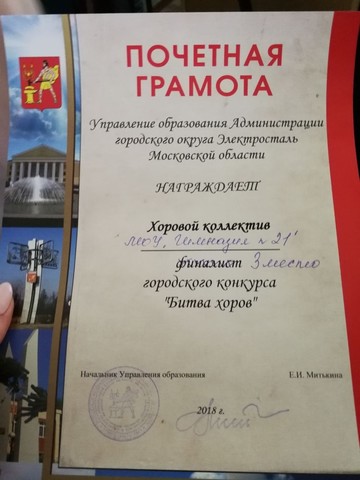 ПОЧЕТНАЯ
ГРАМОТА
Управление образования Администрации
городского округа Электросталь
Московской области
НАГРАЖДАЕТ
Хоровой коллектив
"МОУ "Гимназия n 21"
финалист 3 место
городского конкурса
"Битва хоров"
Начальник Управления образования Е.И. Митькина
2018 г.